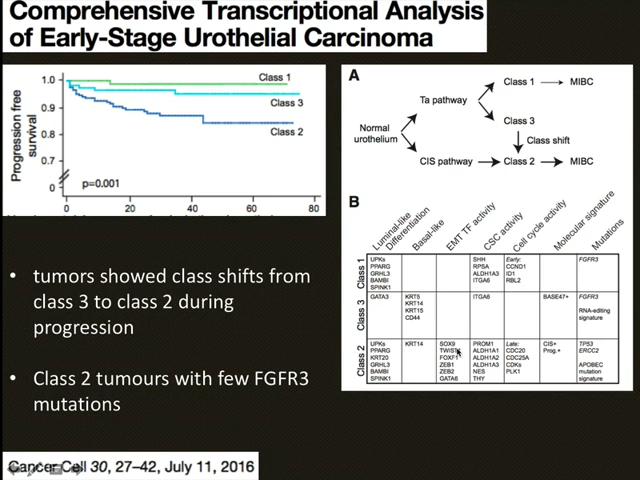 Comprehensive Transcriptional Analysis
of Early-Stage Urothelial Carcinoma
Progression free
survival
1.0
0.9
0.8
0.7
0
0
20
40
60
80
Class 1
Class 3
Class 2
p=0.001
A
Normal
urothelium
Ta pathway
CIS pathway
Class 1
MIBC
Class 3
Class shift
Class 2
MIBC
B
Luminal-like
Differentiation
Basal-like
EMT TF activity
CSC activity
Cell cycle activity
Molecular signature
Mutations
Class 1
UPKs
PPARG
GRHL3
BAMBI
SPINK1
SHH
RPSA
ALDH1A3
ITGA6
Early:
CCND1
ID1
RBL2
FGFR3
Class 3
GATA3
KRT5
KRT14
KRT15
CD44
ITGA6
BASE47+
FGFR3
RNA-editing
signature
Class 2
UPKs
PPARG
KRT20
GRHL3
BAMBI
SPINK1
KRT14
SOX9
FOXF1
ZEB1
ZEB2
GATA6
PROM1
ALDH1A1
ALDH1A2
ALDH1A3
NES
THY
Late:
CDC20
CDC25A
CDKs
PLK1
CIS+
Prog.+
TP53
ERCC2
APOBEC
mutation
signature
• tumors showed class shifts from
class 3 to class 2 during
progression
• Class 2 tumours with few FGFR3
mutations
Cancer Cell 30, 27–42, July 11, 2016